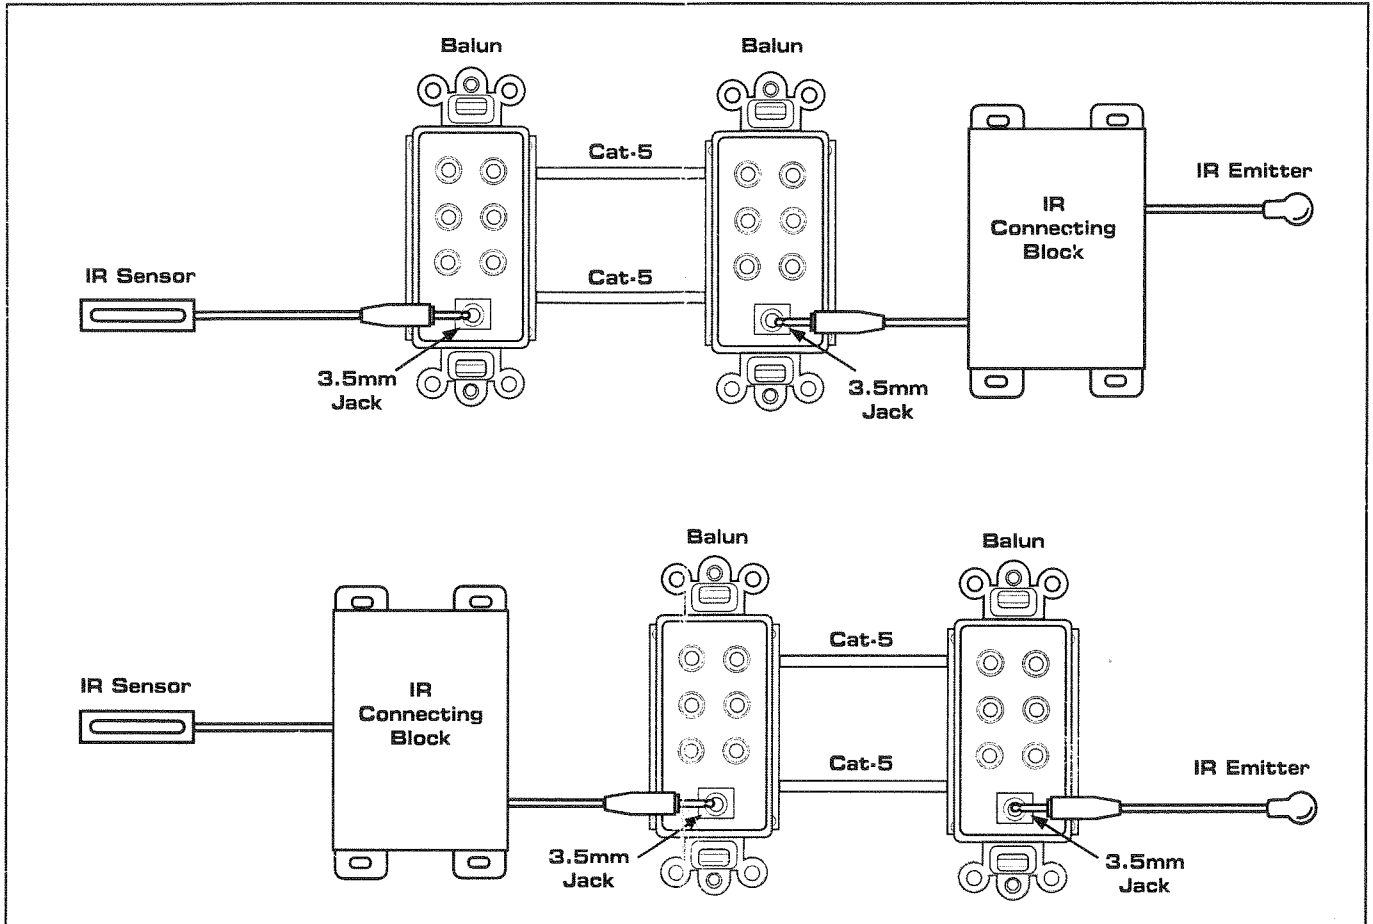 Balun
Balun
Cat-5
IR Emitter
IR
Connecting
Block
IR Sensor
Cat-5
3.5mm
Jack
3.5mm
Jack
Balun
Balun
Cat-5
IR Sensor
IR
Connecting
Block
Cat-5
IR Emitter
3.5mm
Jack
3.5mm
Jack